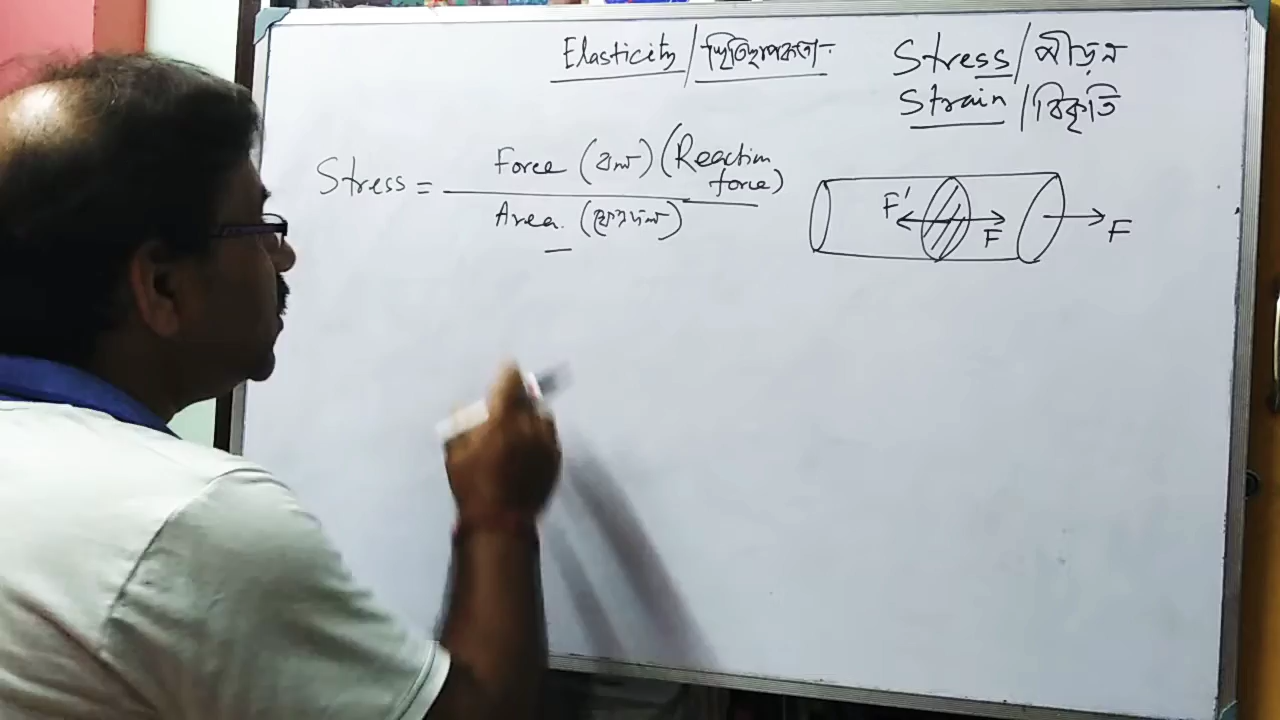 Elasticity / স্থিতিস্থাপকতা
Stress / পীড়ন
Strain / বিকৃতি
Stress = Force (বল) (Reaction force)
Area (ক্ষেত্রফল)
F' F F